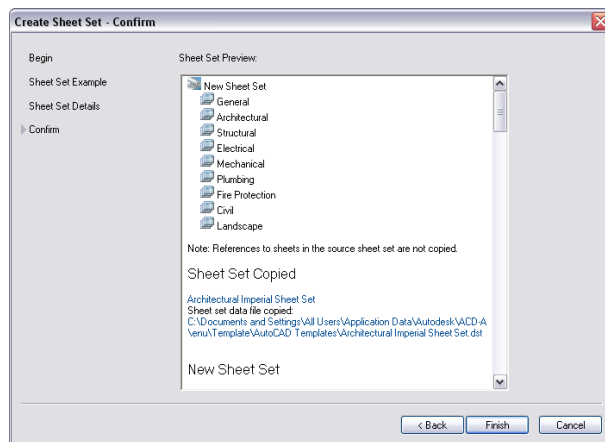 Create Sheet Set - Confirm
Begin
Sheet Set Example
Sheet Set Details
Confirm
Sheet Set Preview:
New Sheet Set
General
Architectural
Structural
Electrical
Mechanical
Plumbing
Fire Protection
Civil
Landscape
Note: References to sheets in the source sheet set are not copied.
Sheet Set Copied
Architectural Imperial Sheet Set
Sheet set data file copied:
C:\Documents and Settings\All Users\Application Data\Autodesk\ACD-A
\enu\Template\AutoCAD Templates\Architectural Imperial Sheet Set.dst
New Sheet Set
< Back
Finish
Cancel